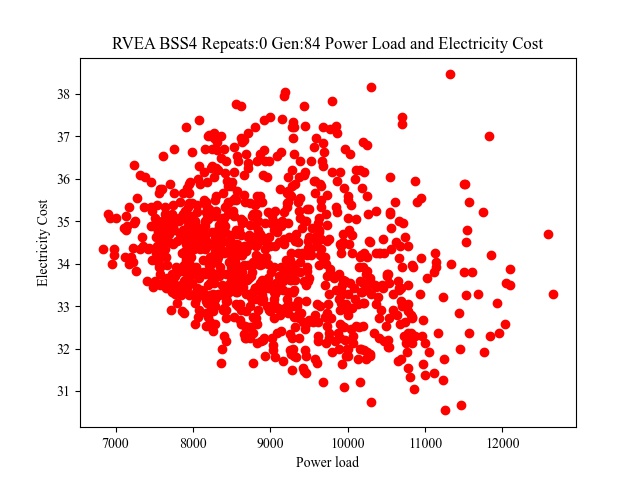 RVEA BSS4 Repeats:0 Gen:84 Power Load and Electricity Cost
38
37
36
35
34
33
32
31
Electricity Cost
7000 8000 9000 10000 11000 12000
Power load